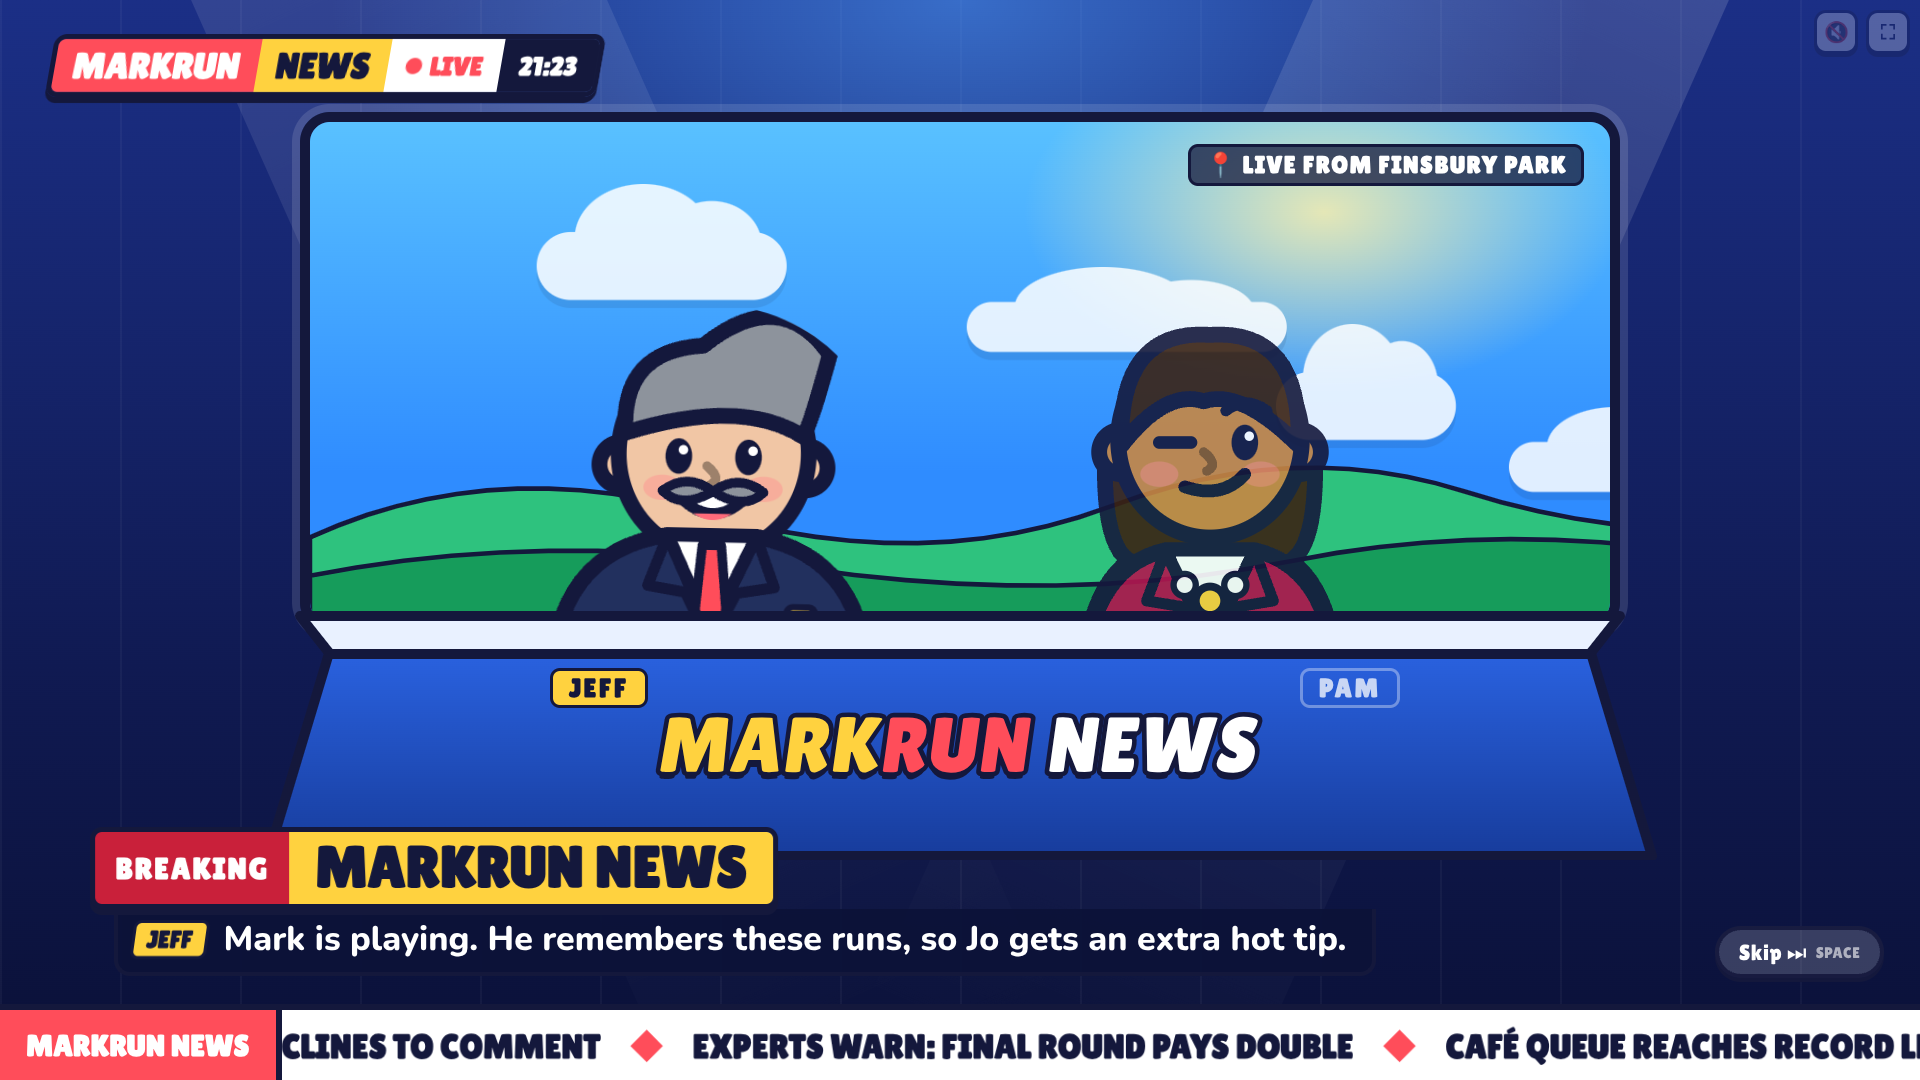 MARKRUN NEWS LIVE 21:23
LIVE FROM FINSBURY PARK
JEFF
PAM
MARKRUN NEWS
BREAKING MARKRUN NEWS
JEFF Mark is playing. He remembers these runs, so Jo gets an extra hot tip.
Skip SPACE
MARKRUN NEWS CLINES TO COMMENT EXPERTS WARN: FINAL ROUND PAYS DOUBLE CAFÉ QUEUE REACHES RECORD